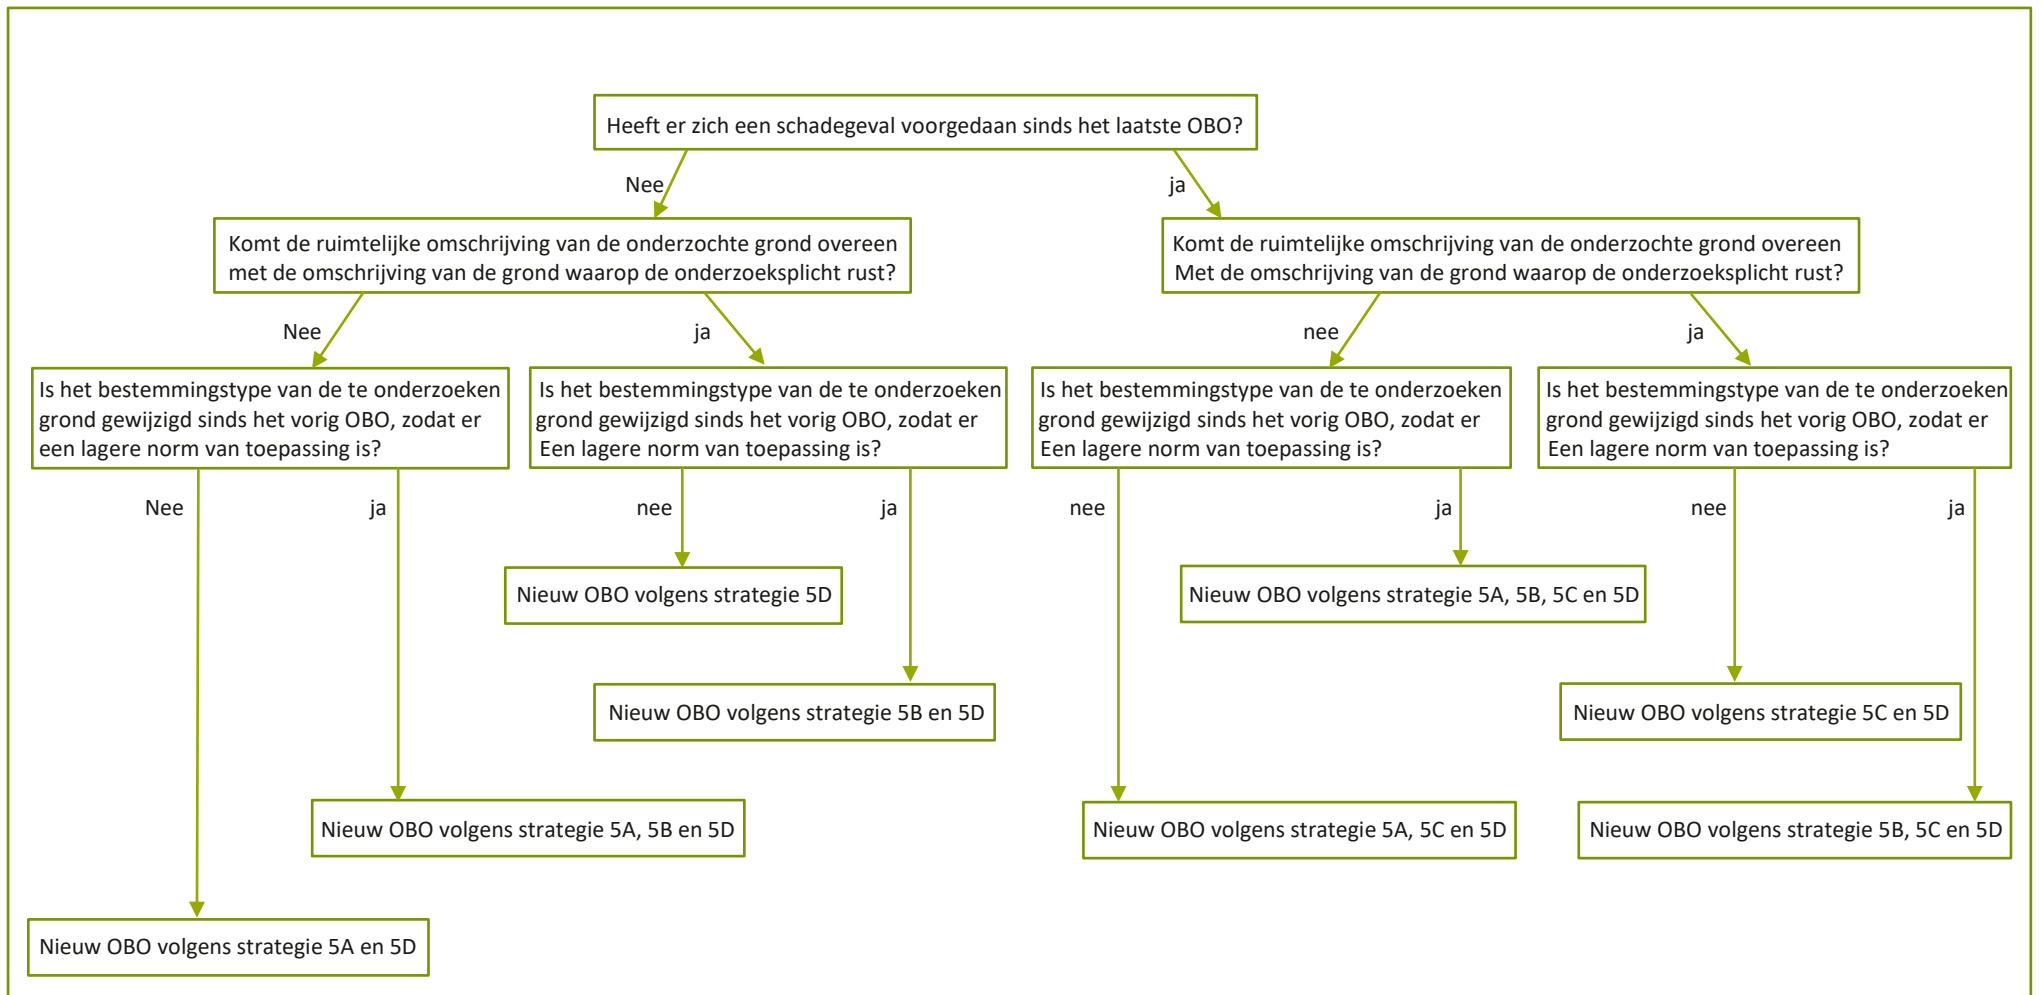 Heeft er zich een schadegeval voorgedaan sinds het laatste OBO?
Nee
ja
Komt de ruimtelijke omschrijving van de onderzochte grond overeen
met de omschrijving van de grond waarop de onderzoeksplicht rust?
Komt de ruimtelijke omschrijving van de onderzochte grond overeen
Met de omschrijving van de grond waarop de onderzoeksplicht rust?
Nee
ja
nee
ja
Is het bestemmingstype van de te onderzoeken
grond gewijzigd sinds het vorig OBO, zodat er
een lagere norm van toepassing is?
Is het bestemmingstype van de te onderzoeken
grond gewijzigd sinds het vorig OBO, zodat er
Een lagere norm van toepassing is?
Is het bestemmingstype van de te onderzoeken
grond gewijzigd sinds het vorig OBO, zodat er
Een lagere norm van toepassing is?
Is het bestemmingstype van de te onderzoeken
grond gewijzigd sinds het vorig OBO, zodat er
Een lagere norm van toepassing is?
Nee
ja
nee
ja
nee
ja
nee
ja
Nieuw OBO volgens strategie 5D
Nieuw OBO volgens strategie 5A, 5B, 5C en 5D
Nieuw OBO volgens strategie 5B en 5D
Nieuw OBO volgens strategie 5C en 5D
Nieuw OBO volgens strategie 5A, 5B en 5D
Nieuw OBO volgens strategie 5A, 5C en 5D
Nieuw OBO volgens strategie 5B, 5C en 5D
Nieuw OBO volgens strategie 5A en 5D